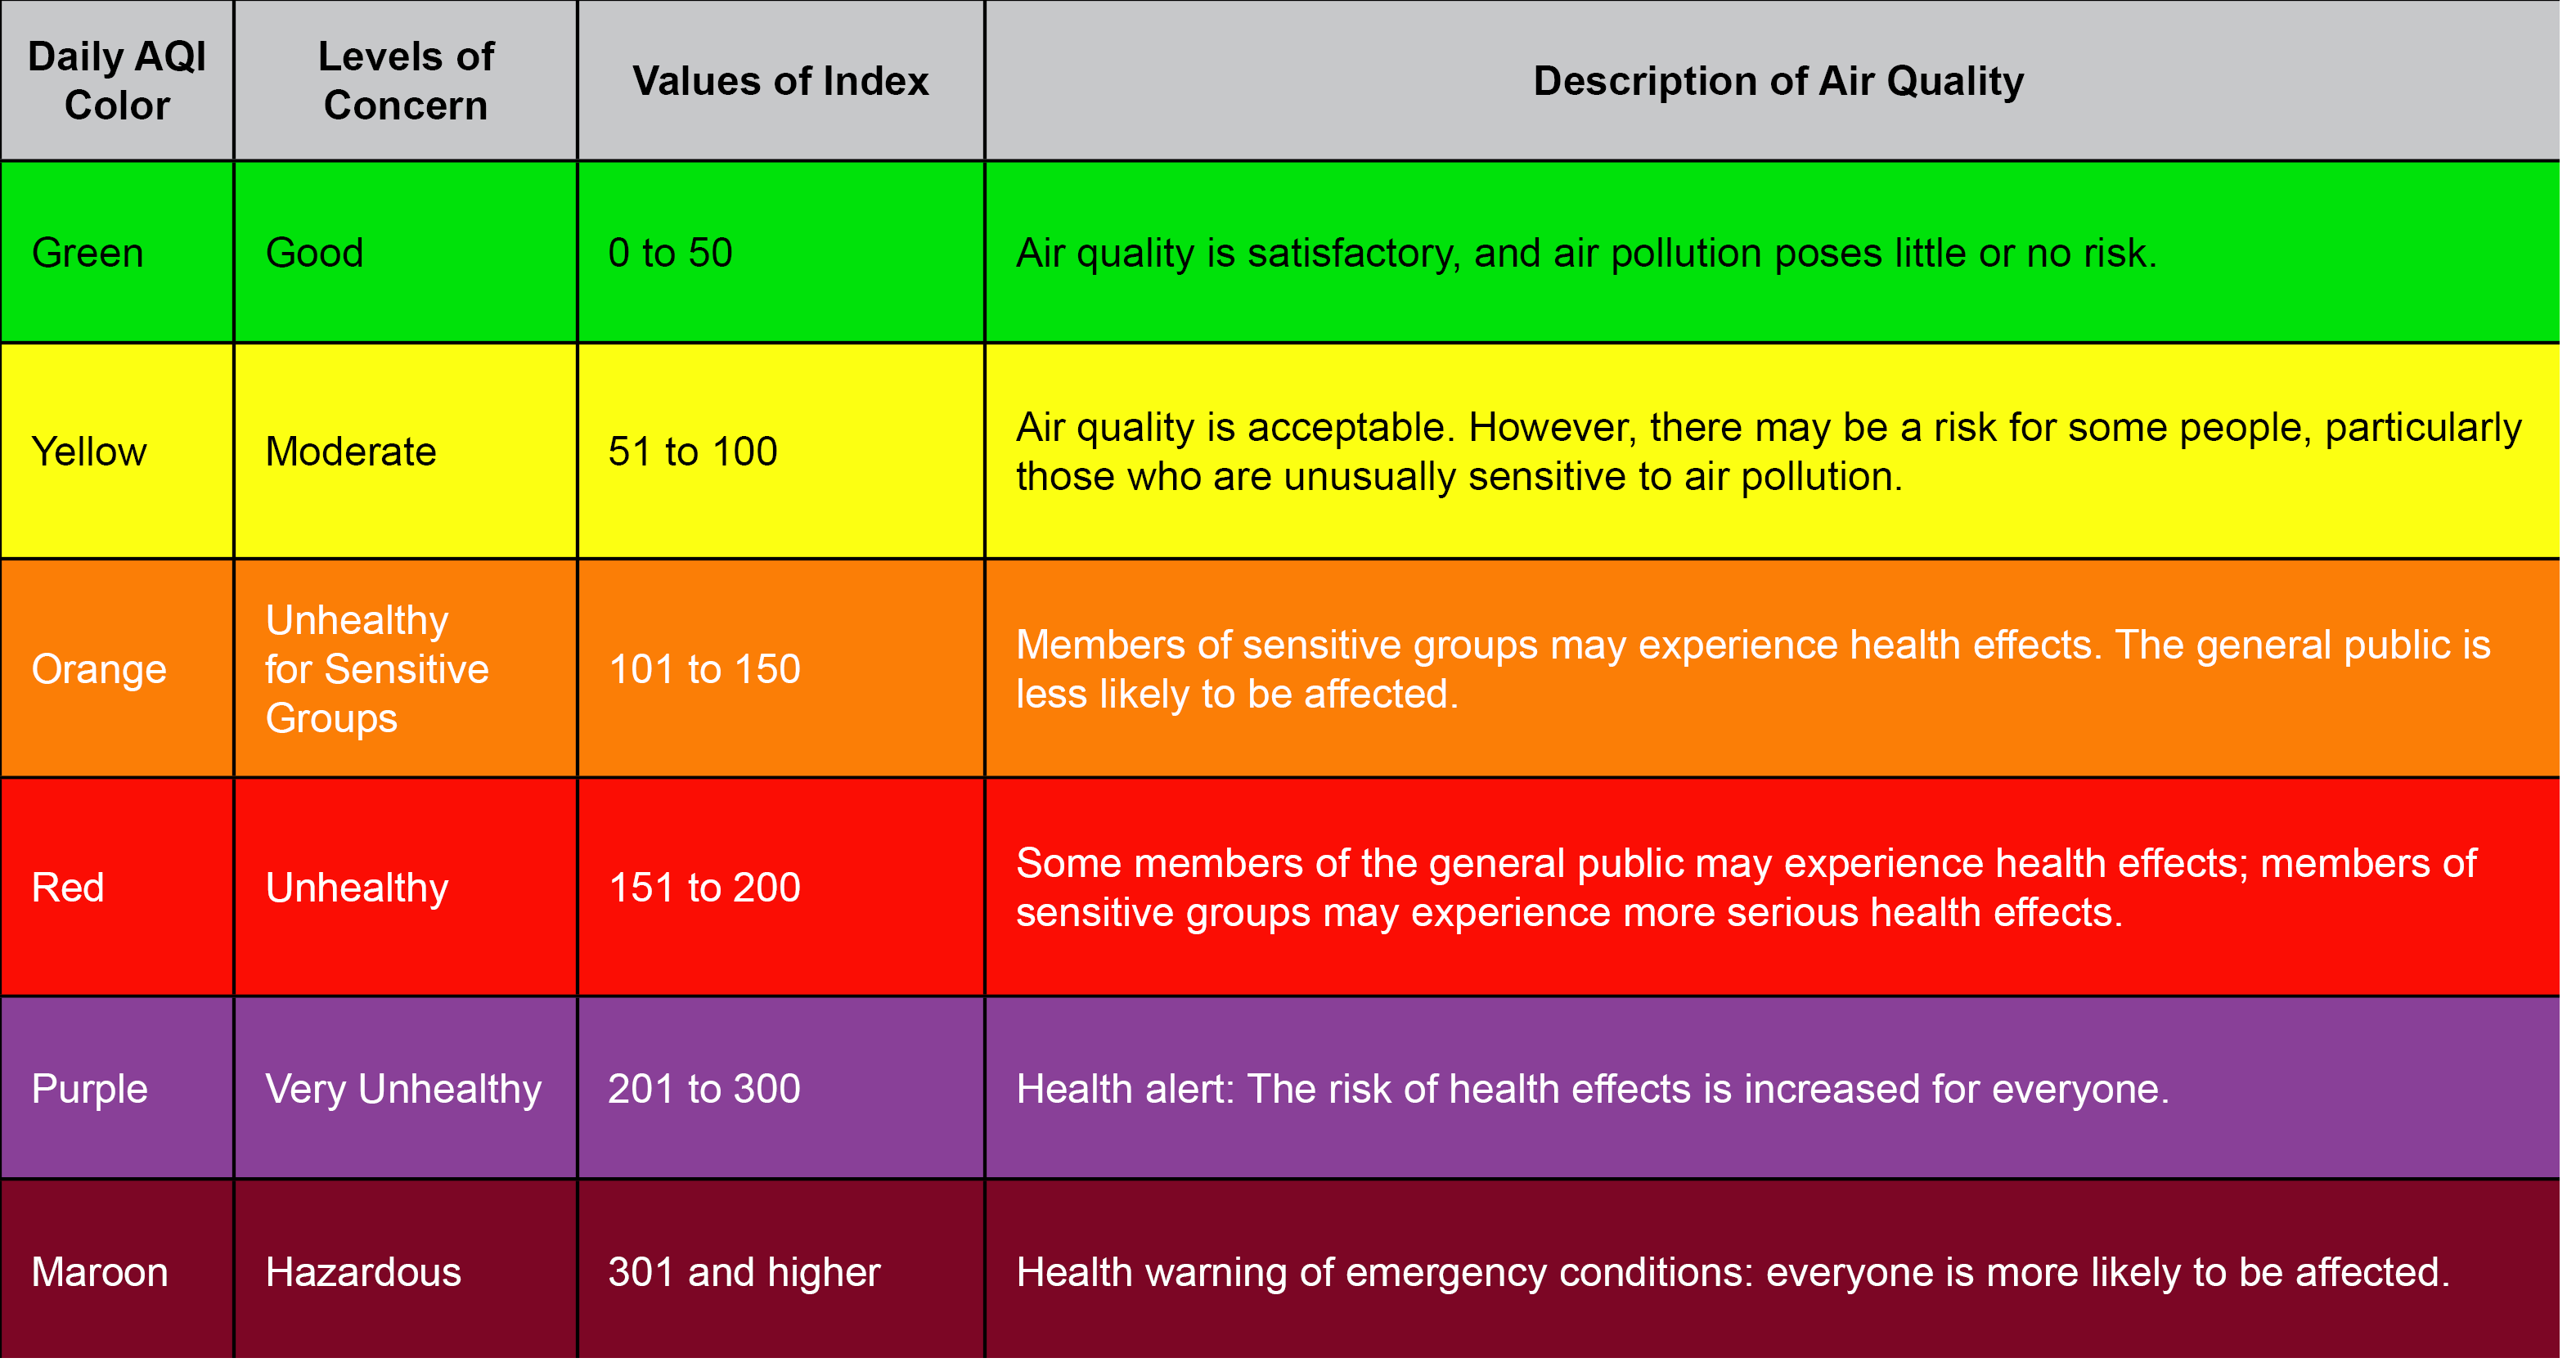 Daily AQI
Color
Levels of
Concern
Values of Index
Description of Air Quality
Green
Good
0 to 50
Air quality is satisfactory, and air pollution poses little or no risk.
Yellow
Moderate
51 to 100
Air quality is acceptable. However, there may be a risk for some people, particularly
those who are unusually sensitive to air pollution.
Orange
Unhealthy
for Sensitive
Groups
101 to 150
Members of sensitive groups may experience health effects. The general public is
less likely to be affected.
Red
Unhealthy
151 to 200
Some members of the general public may experience health effects; members of
sensitive groups may experience more serious health effects.
Purple
Very Unhealthy
201 to 300
Health alert: The risk of health effects is increased for everyone.
Maroon
Hazardous
301 and higher
Health warning of emergency conditions: everyone is more likely to be affected.